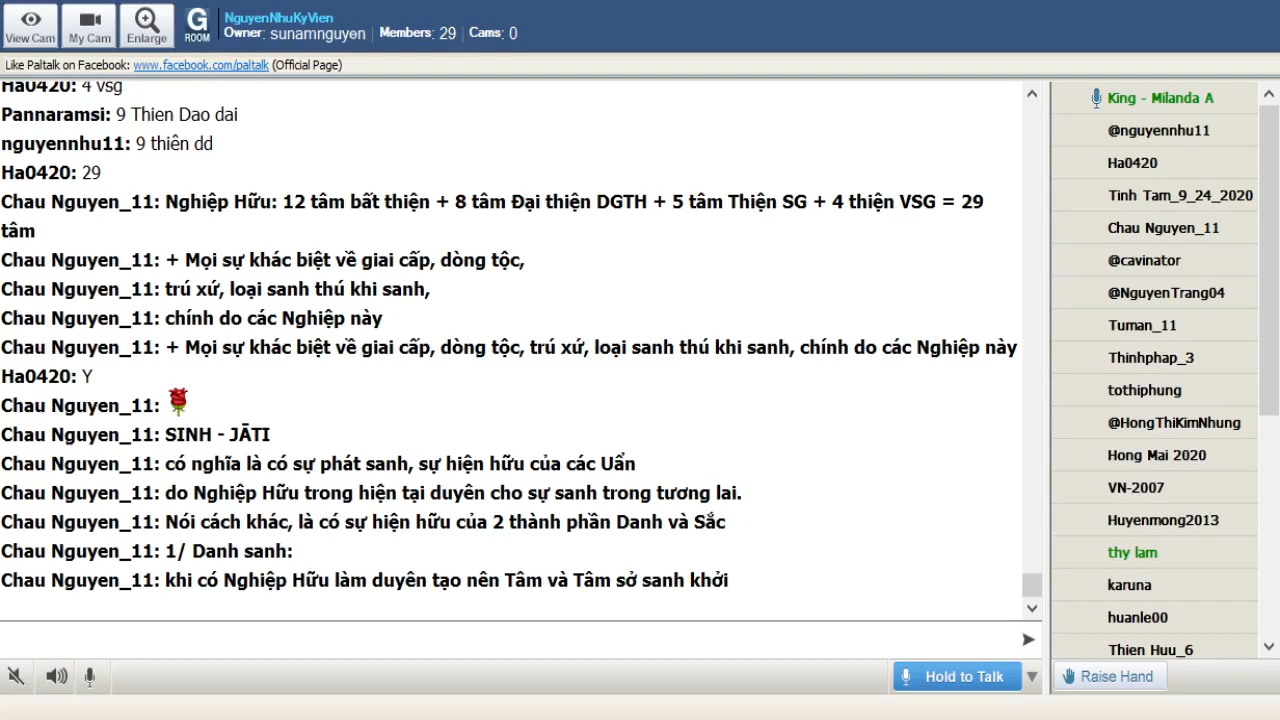 NguyenNhuKyVien
View Cam
My Cam
Enlarge
G
ROOM
Owner: sunamnguyen | Members: 29 | Cams: 0
Like Paltalk on Facebook: www.facebook.com/paltalk (Official Page)
Ha0420: 4 vsg
Pannaramsi: 9 Thien Dao dai
nguyennhu11: 9 thiên dd
Ha0420: 29
Chau Nguyen_11: Nghiệp Hữu: 12 tâm bất thiện + 8 tâm Đại thiện DGTH + 5 tâm Thiện SG + 4 thiện VSG = 29
tâm
Chau Nguyen_11: + Mọi sự khác biệt về giai cấp, dòng tộc,
Chau Nguyen_11: trú xứ, loại sanh thú khi sanh,
Chau Nguyen_11: chính do các Nghiệp này
Chau Nguyen_11: + Mọi sự khác biệt về giai cấp, dòng tộc, trú xứ, loại sanh thú khi sanh, chính do các Nghiệp này
Ha0420: Y
Chau Nguyen_11:
Chau Nguyen_11: SINH - JĀTI
Chau Nguyen_11: có nghĩa là có sự phát sanh, sự hiện hữu của các Uẩn
Chau Nguyen_11: do Nghiệp Hữu trong hiện tại duyên cho sự sanh trong tương lai.
Chau Nguyen_11: Nói cách khác, là có sự hiện hữu của 2 thành phần Danh và Sắc
Chau Nguyen_11: 1/ Danh sanh:
Chau Nguyen_11: khi có Nghiệp Hữu làm duyên tạo nên Tâm và Tâm sở sanh khởi
King - Milanda A
@nguyennhu11
Ha0420
Tinh Tam_9_24_2020
Chau Nguyen_11
@cavinator
@NguyenTrang04
Tuman_11
Thinhphap_3
tothiphung
@HongThiKimNhung
Hong Mai 2020
VN-2007
Huyenmong2013
thy lam
karuna
huanle00
Thien Huu_6
Hold to Talk
Raise Hand